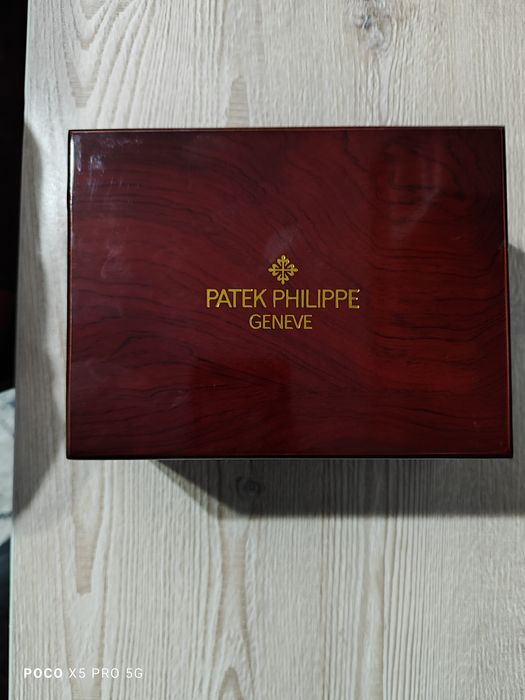 PATEK PHILIPPE
GENEVE
POCO X5 PRO 5G